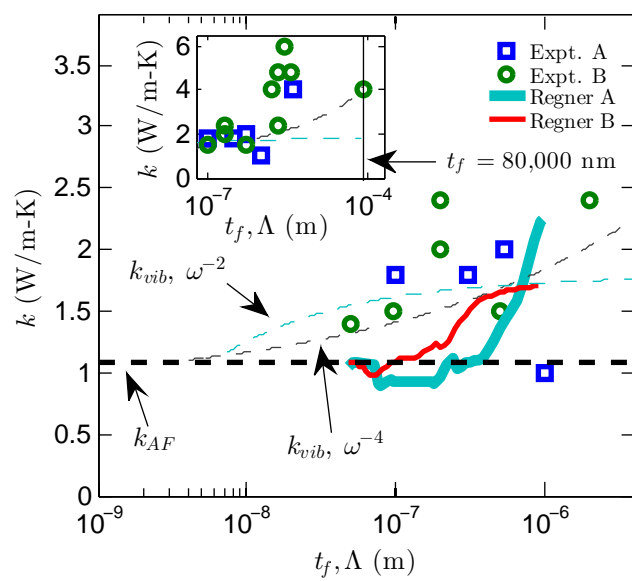 6
4
2
0
k (W/m-K)
10⁻⁷
10⁻⁴
t_f, Λ (m)
Expt. A
Expt. B
Regner A
Regner B
t_f = 80,000 nm
3.5
3
2.5
2
1.5
1
0.5
0
k (W/m-K)
k_vib, ω⁻²
k_AF
k_vib, ω⁻⁴
10⁻⁹
10⁻⁸
10⁻⁷
10⁻⁶
t_f, Λ (m)